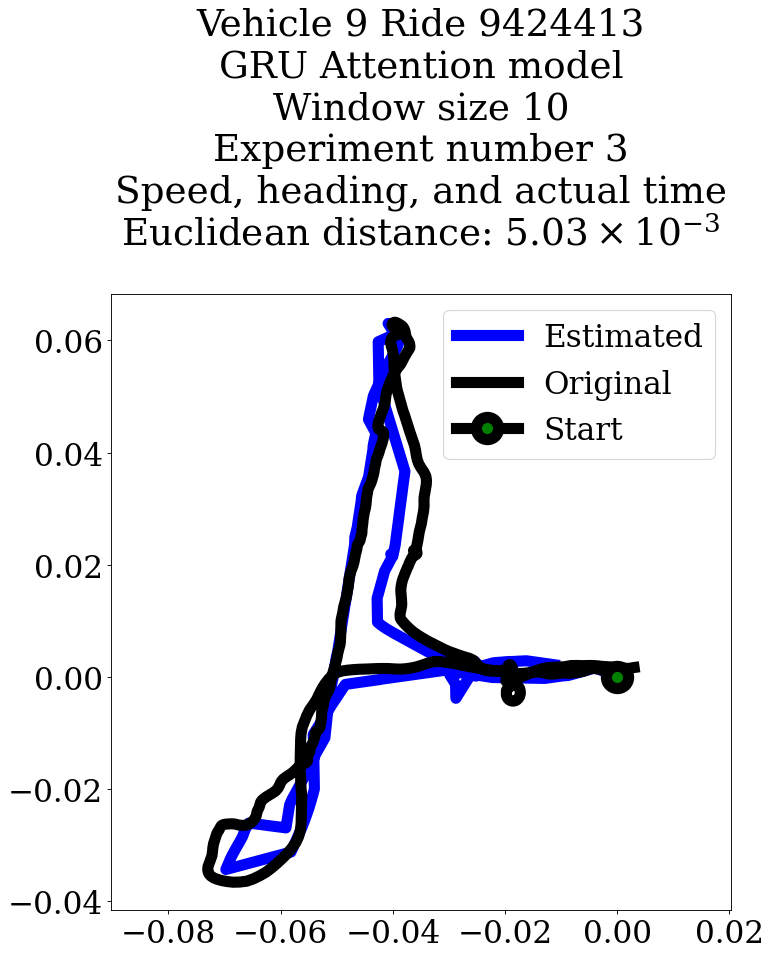 Vehicle 9 Ride 9424413
GRU Attention model
Window size 10
Experiment number 3
Speed, heading, and actual time
Euclidean distance: 5.03 × 10⁻³
Estimated
Original
Start
0.06
0.04
0.02
0.00
−0.02
−0.04
−0.08 −0.06 −0.04 −0.02 0.00 0.02